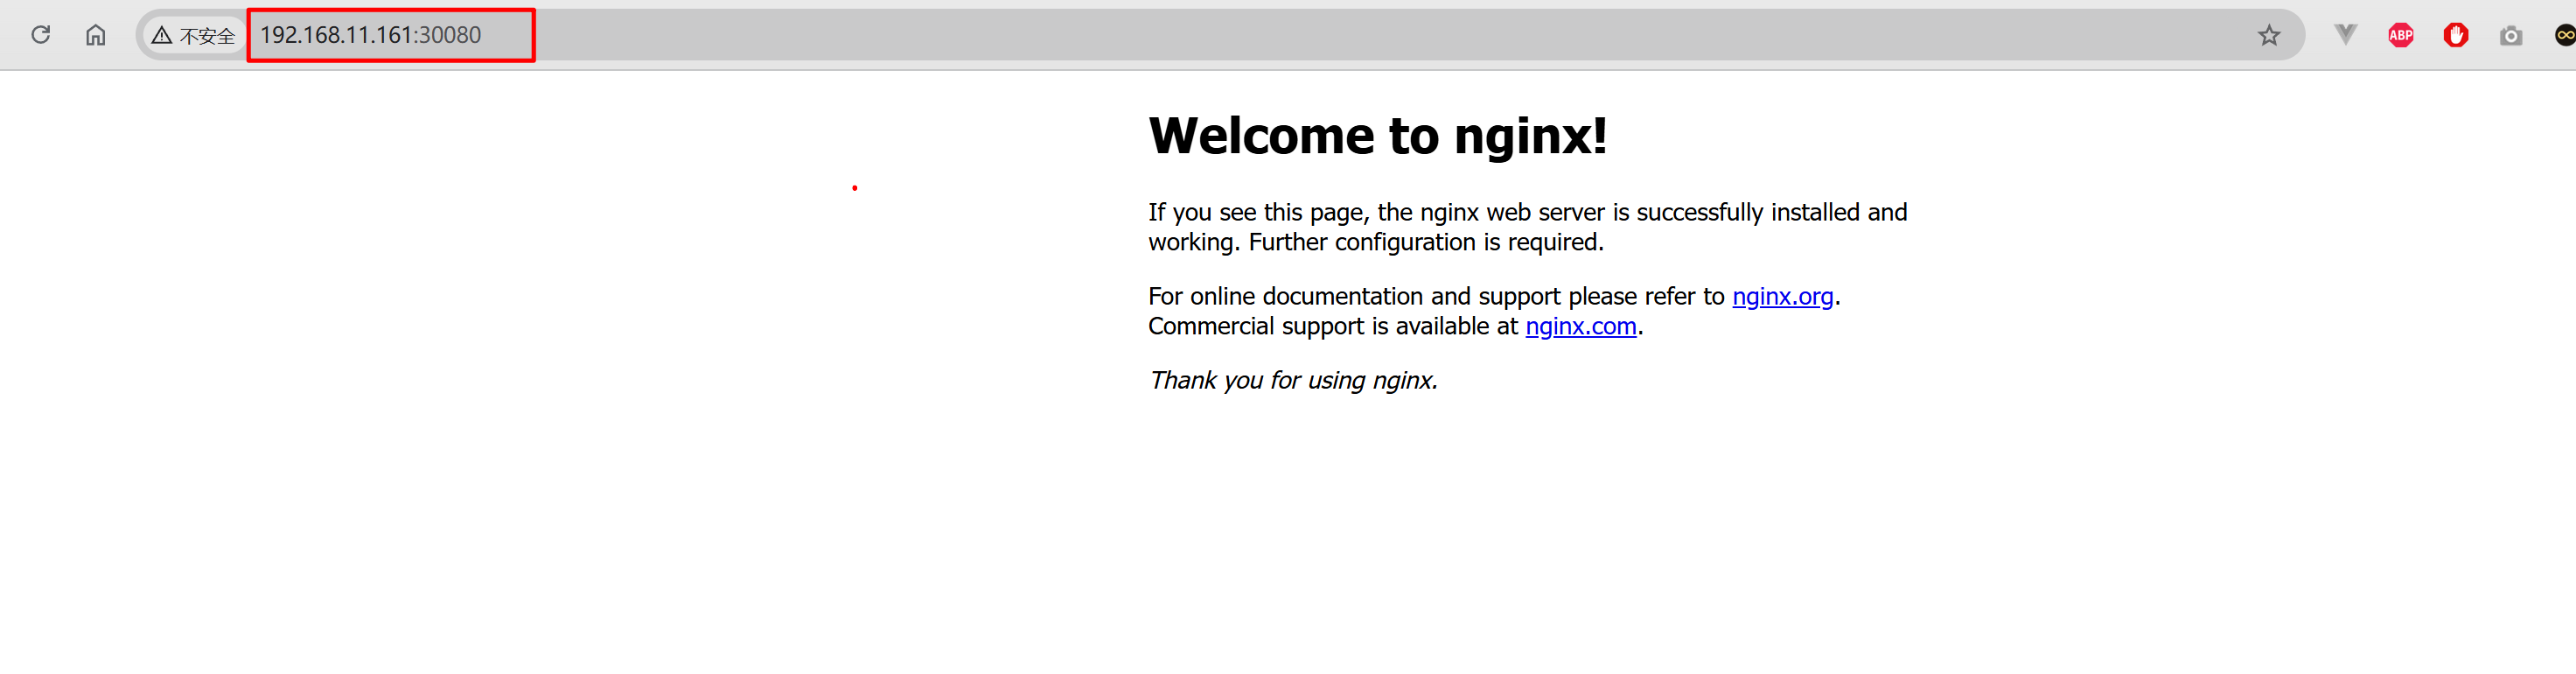 不安全 192.168.11.161:30080
ABP
Welcome to nginx!
If you see this page, the nginx web server is successfully installed and
working. Further configuration is required.
For online documentation and support please refer to nginx.org.
Commercial support is available at nginx.com.
Thank you for using nginx.